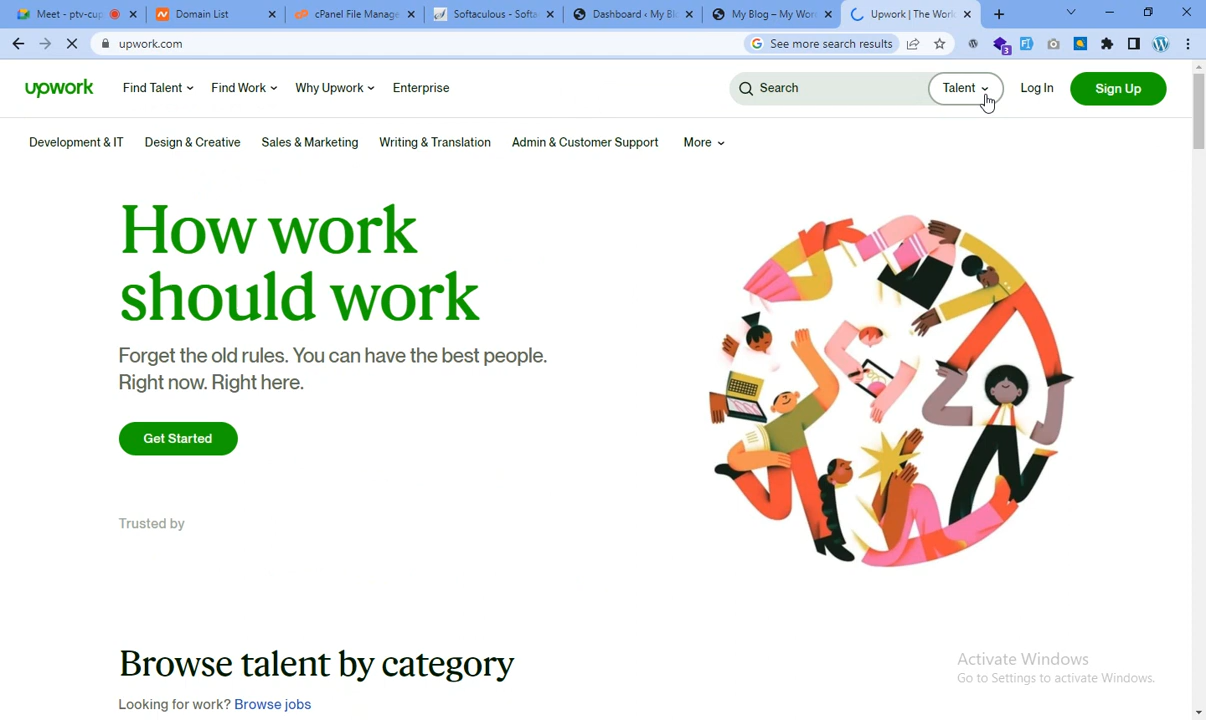 Meet - ptv-cup
Domain List
cPanel File Manage
Softaculous - Softa
Dashboard ‹ My Bl
My Blog – My Wor
Upwork | The Work
upwork.com
See more search results
3
upwork
Find Talent
Find Work
Why Upwork
Enterprise
Search
Talent
Log In
Sign Up
Development & IT
Design & Creative
Sales & Marketing
Writing & Translation
Admin & Customer Support
More
How work
should work
Forget the old rules. You can have the best people.
Right now. Right here.
Get Started
Trusted by
Browse talent by category
Looking for work? Browse jobs
Activate Windows
Go to Settings to activate Windows.